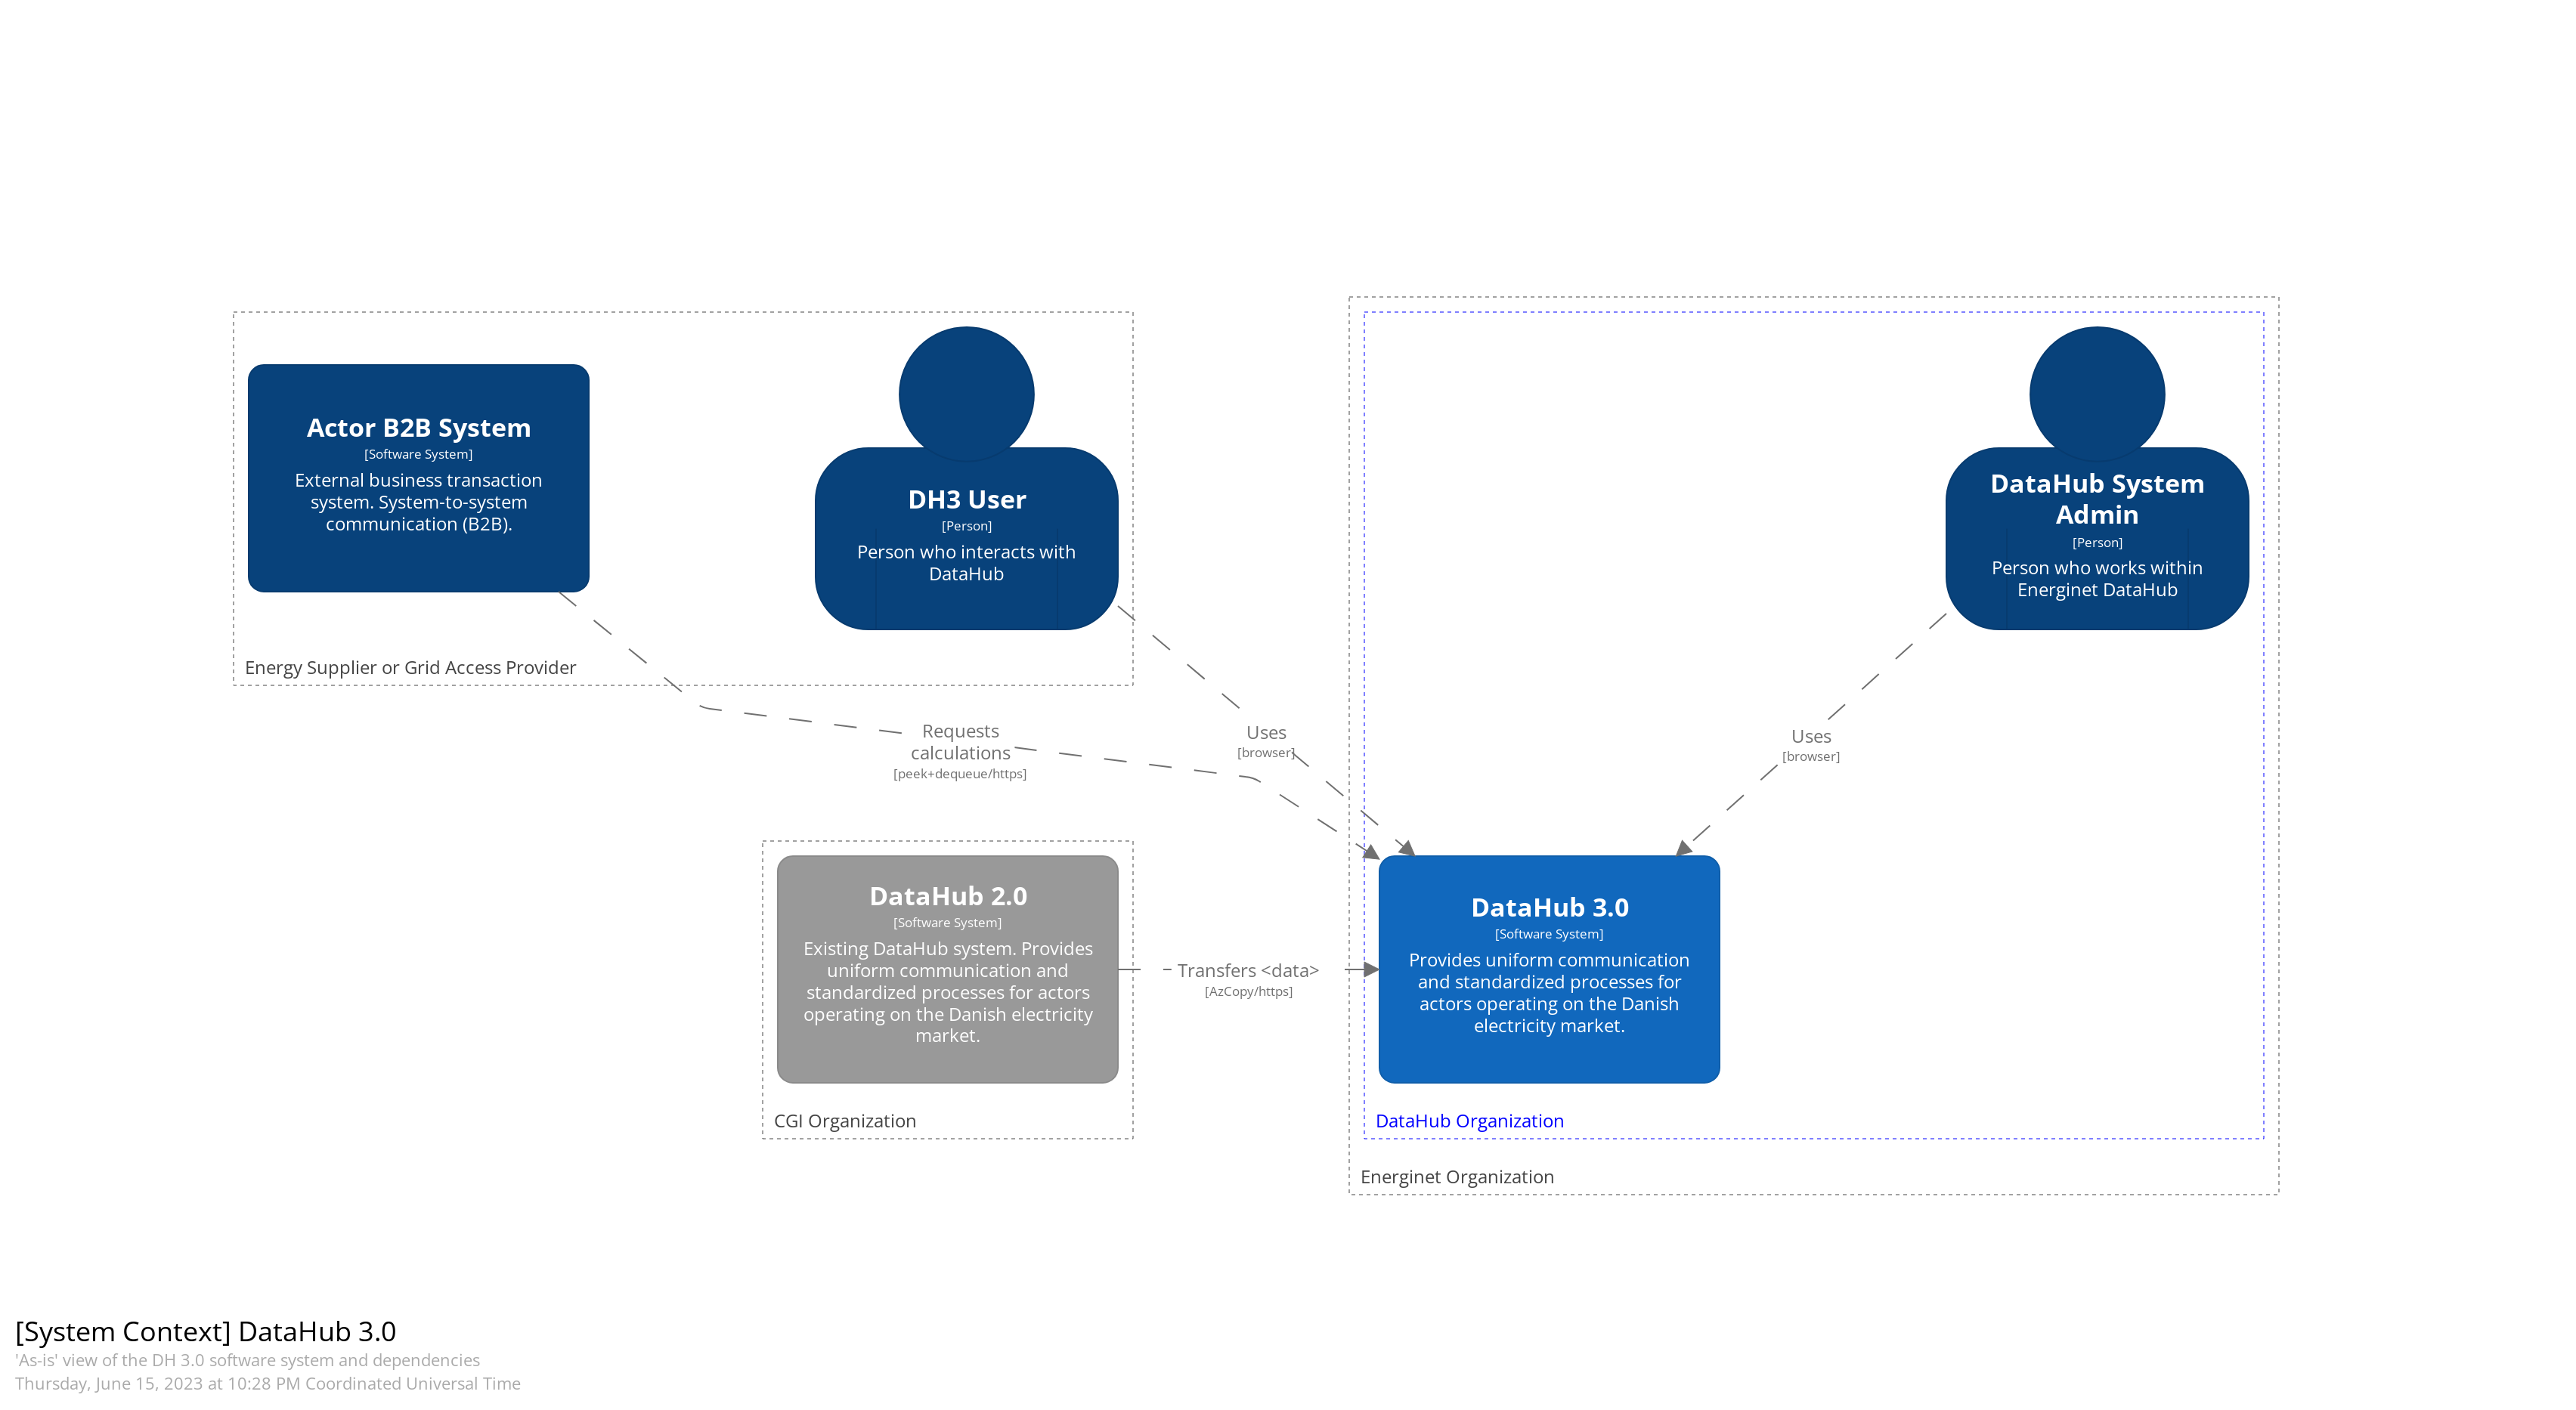 Actor B2B System
[Software System]
External business transaction
system. System-to-system
communication (B2B).
DH3 User
[Person]
Person who interacts with
DataHub
Energy Supplier or Grid Access Provider
DataHub System
Admin
[Person]
Person who works within
Energinet DataHub
Requests
calculations
[peek+dequeue/https]
Uses
[browser]
Uses
[browser]
DataHub 2.0
[Software System]
Existing DataHub system. Provides
uniform communication and
standardized processes for actors
operating on the Danish electricity
market.
CGI Organization
Transfers <data>
[AzCopy/https]
DataHub 3.0
[Software System]
Provides uniform communication
and standardized processes for
actors operating on the Danish
electricity market.
DataHub Organization
Energinet Organization
[System Context] DataHub 3.0
'As-is' view of the DH 3.0 software system and dependencies
Thursday, June 15, 2023 at 10:28 PM Coordinated Universal Time